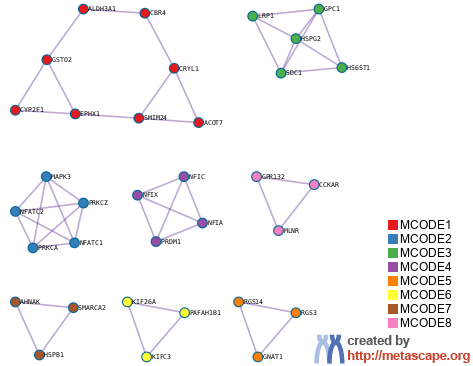 ALDH3A1
CBR4
GSTO2
CRYL1
CYP2F1
EPHX1
SMIM24
ACOT7
LRP1
GPC1
HSPG2
SDC1
HS6ST1
MAPK3
PRKCZ
NFATC2
NFATC1
PRKCA
NFIC
NFIX
NFIA
PRDM1
GPR132
CCKAR
MLNR
AHNAK
SMARCA2
HSPB1
KIF26A
PAFAH1B1
KIFC3
RGS14
RGS3
GNAT1
MCODE1
MCODE2
MCODE3
MCODE4
MCODE5
MCODE6
MCODE7
MCODE8
created by
http://metascape.org